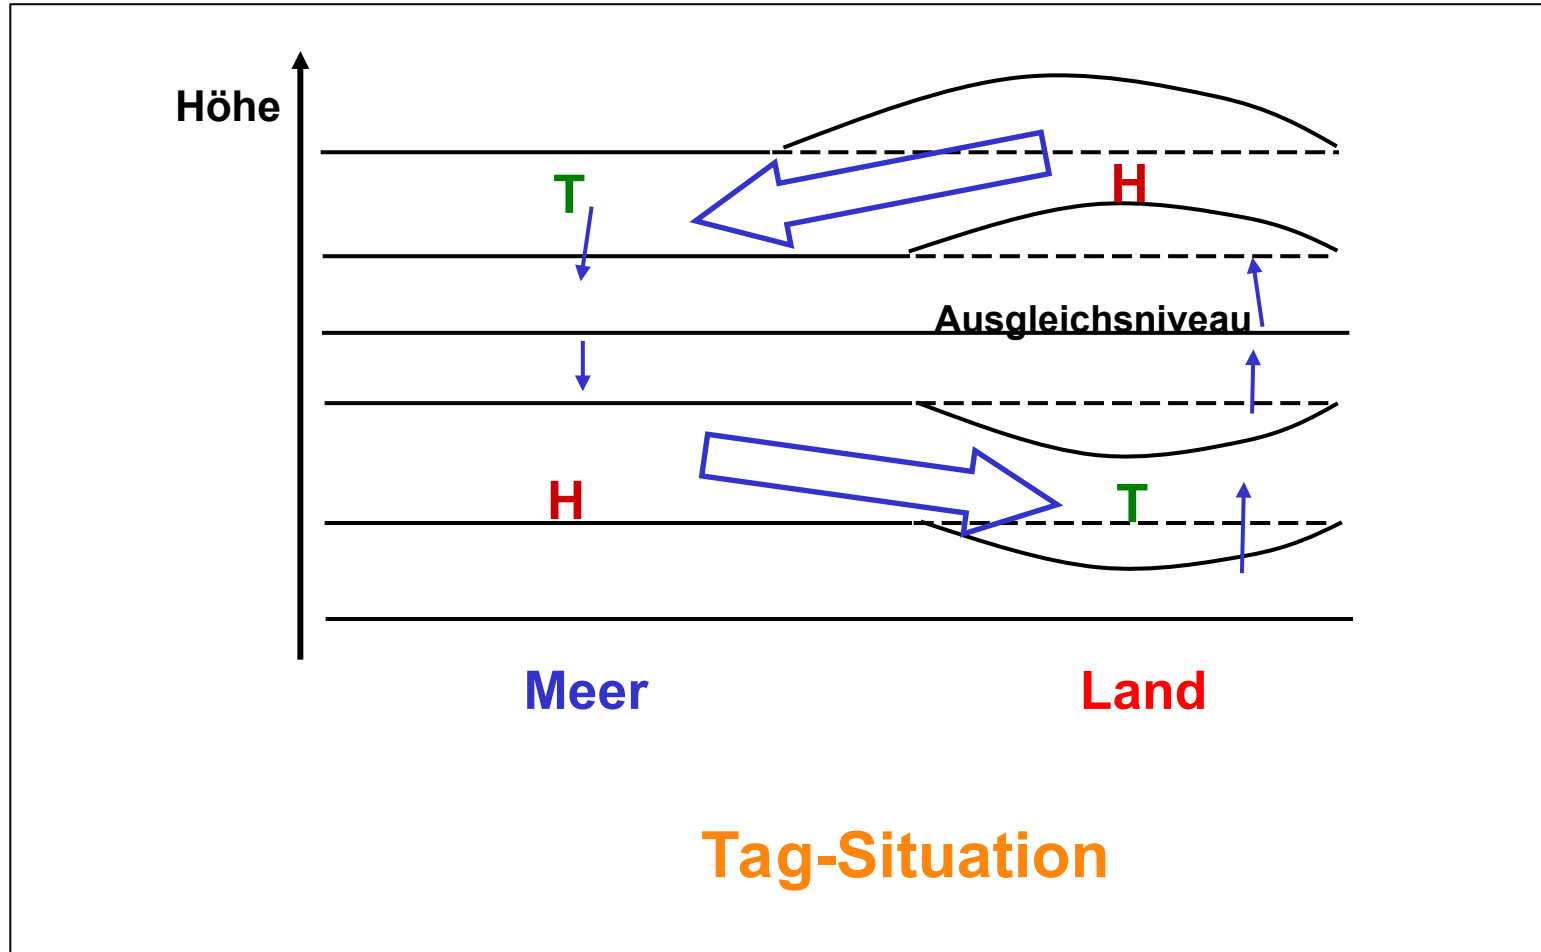 Höhe
T
H
Ausgleichsniveau
H
T
Meer
Land
Tag-Situation